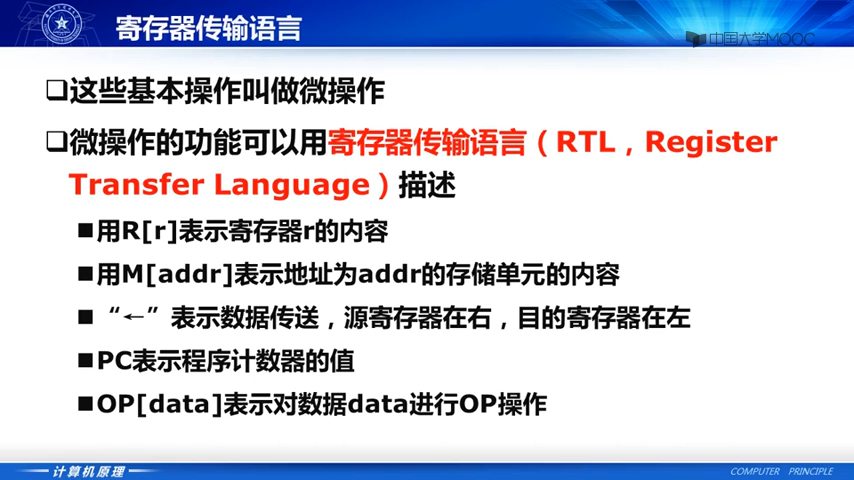 寄存器传输语言
中国大学MOOC
❑这些基本操作叫做微操作
❑微操作的功能可以用寄存器传输语言（RTL，Register
Transfer Language）描述
■用R[r]表示寄存器r的内容
■用M[addr]表示地址为addr的存储单元的内容
■“←”表示数据传送，源寄存器在右，目的寄存器在左
■PC表示程序计数器的值
■OP[data]表示对数据data进行OP操作
计算机原理
COMPUTER PRINCIPLE